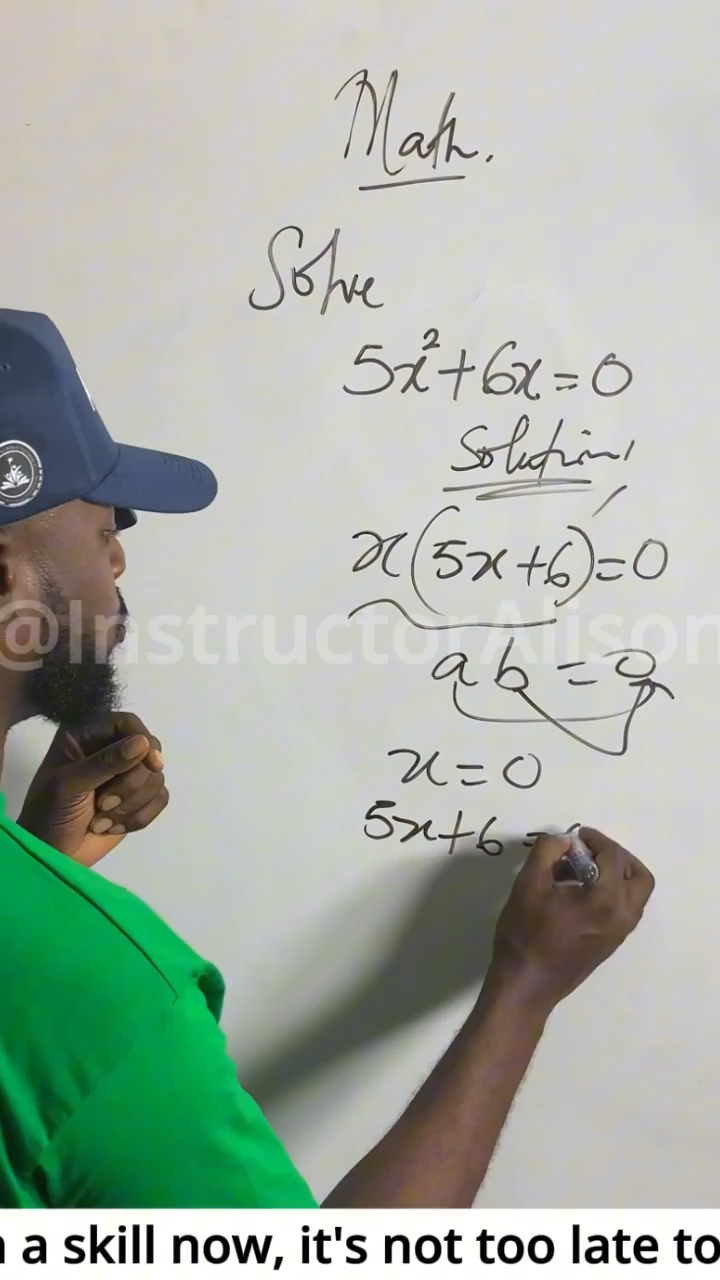 Math.
Solve
5x²+6x=0
Solution
x(5x+6)=0
@InstructorAlison
ab=0
x=0
5x+6=
a skill now, it's not too late to